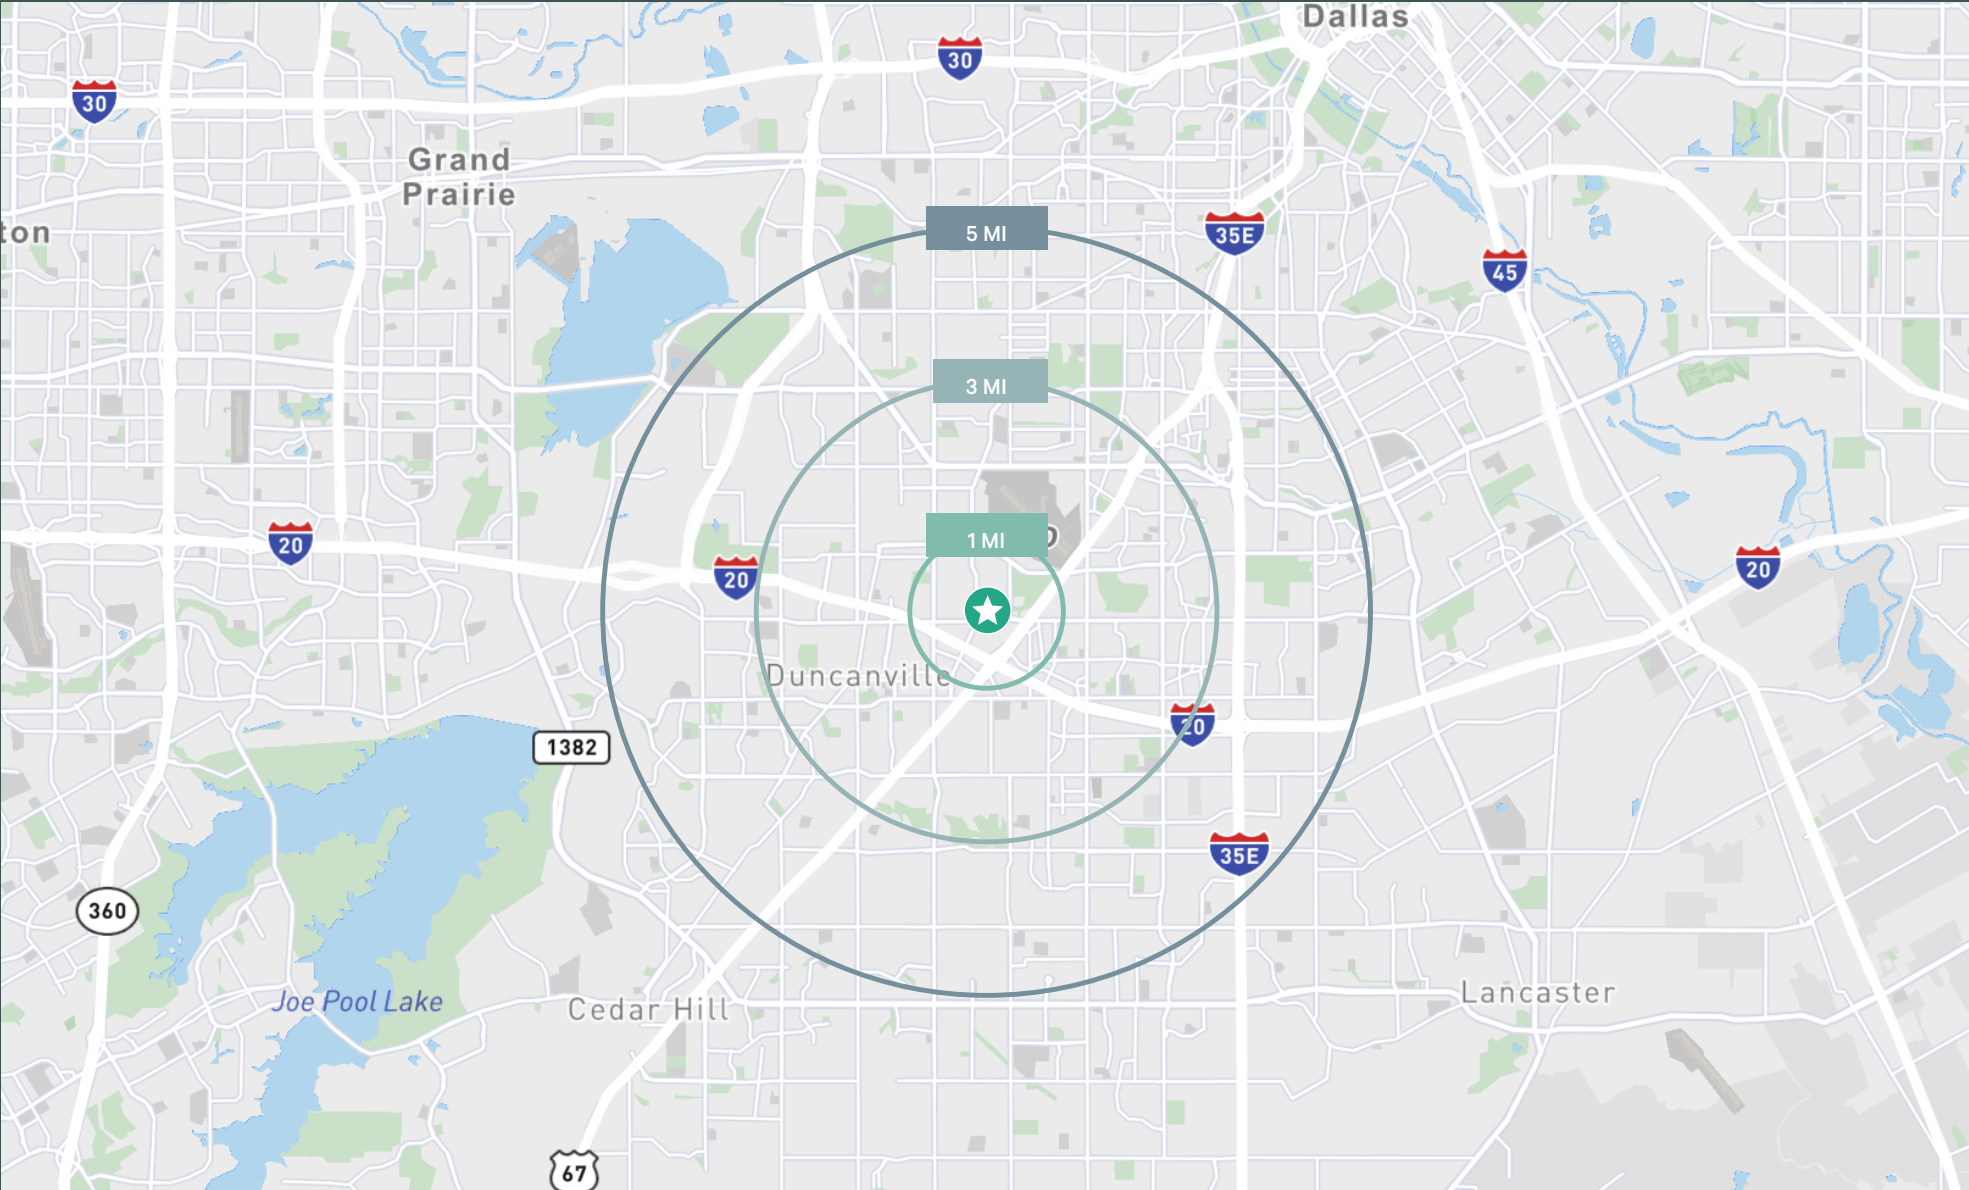 Dallas
30
30
Grand
Prairie
ton
5 MI
35E
45
3 MI
20
1 MI
20
20
Duncanville
20
1382
35E
360
Joe Pool Lake
Cedar Hill
Lancaster
67